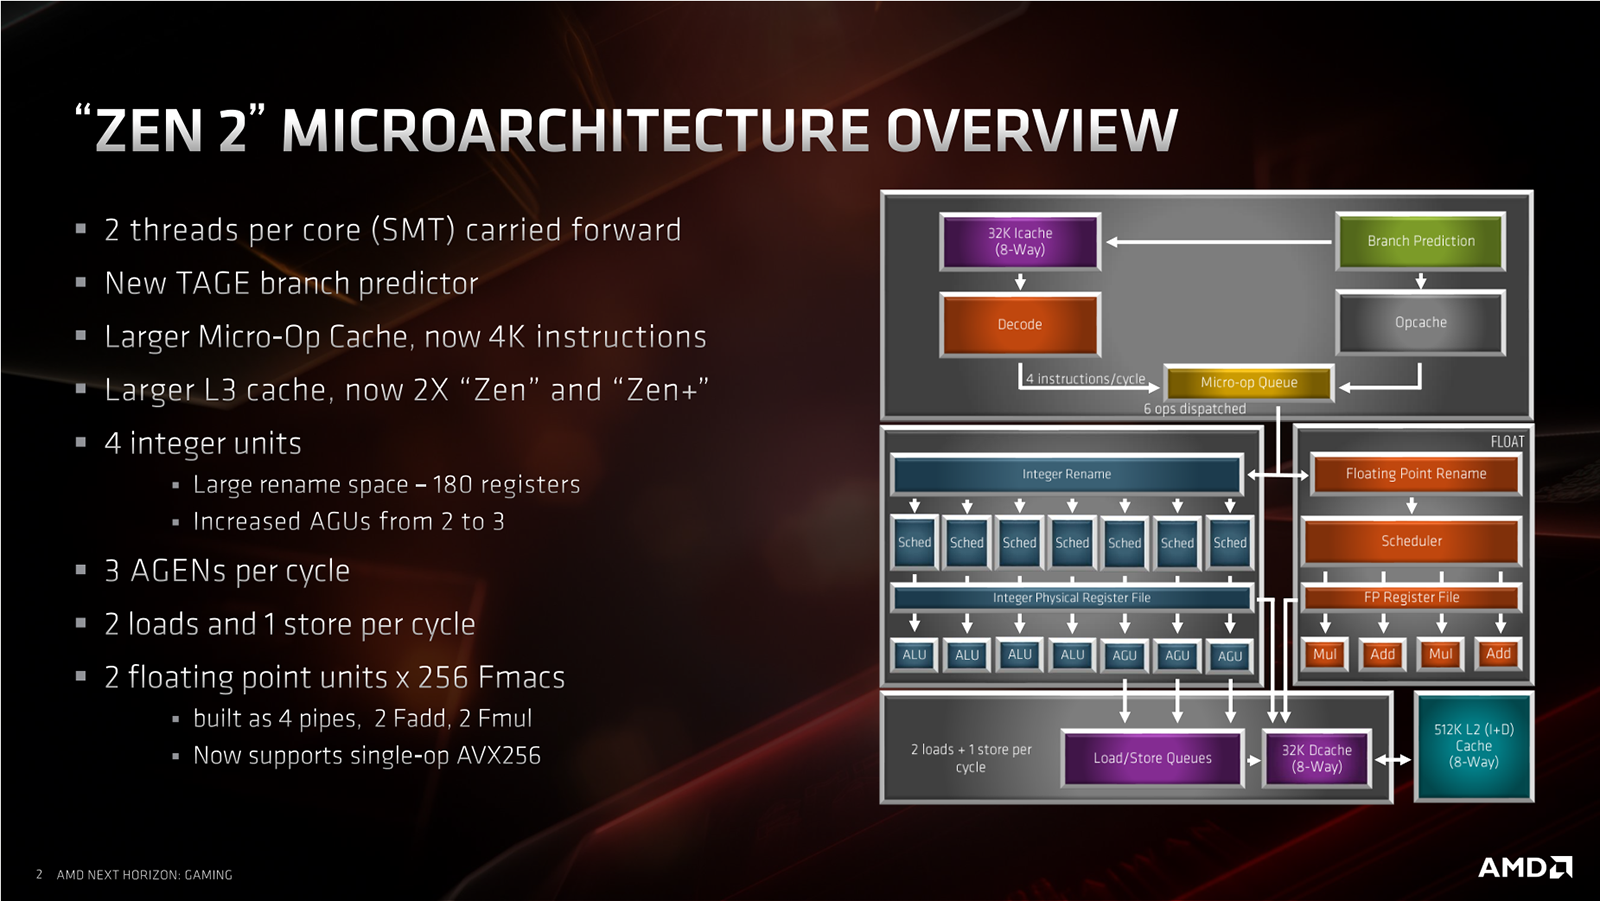 “ZEN 2” MICROARCHITECTURE OVERVIEW
▪ 2 threads per core (SMT) carried forward
▪ New TAGE branch predictor
▪ Larger Micro-Op Cache, now 4K instructions
▪ Larger L3 cache, now 2X “Zen” and “Zen+”
▪ 4 integer units
▪ Large rename space – 180 registers
▪ Increased AGUs from 2 to 3
▪ 3 AGENs per cycle
▪ 2 loads and 1 store per cycle
▪ 2 floating point units x 256 Fmacs
▪ built as 4 pipes, 2 Fadd, 2 Fmul
▪ Now supports single-op AVX256
32K Icache
(8-Way)
Branch Prediction
Decode
Opcache
4 instructions/cycle
Micro-op Queue
6 ops dispatched
Integer Rename
Sched Sched Sched Sched Sched Sched Sched
Integer Physical Register File
ALU ALU ALU ALU AGU AGU AGU
FLOAT
Floating Point Rename
Scheduler
FP Register File
Mul Add Mul Add
2 loads + 1 store per
cycle
Load/Store Queues
32K Dcache
(8-Way)
512K L2 (I+D)
Cache
(8-Way)
2 AMD NEXT HORIZON: GAMING
AMD